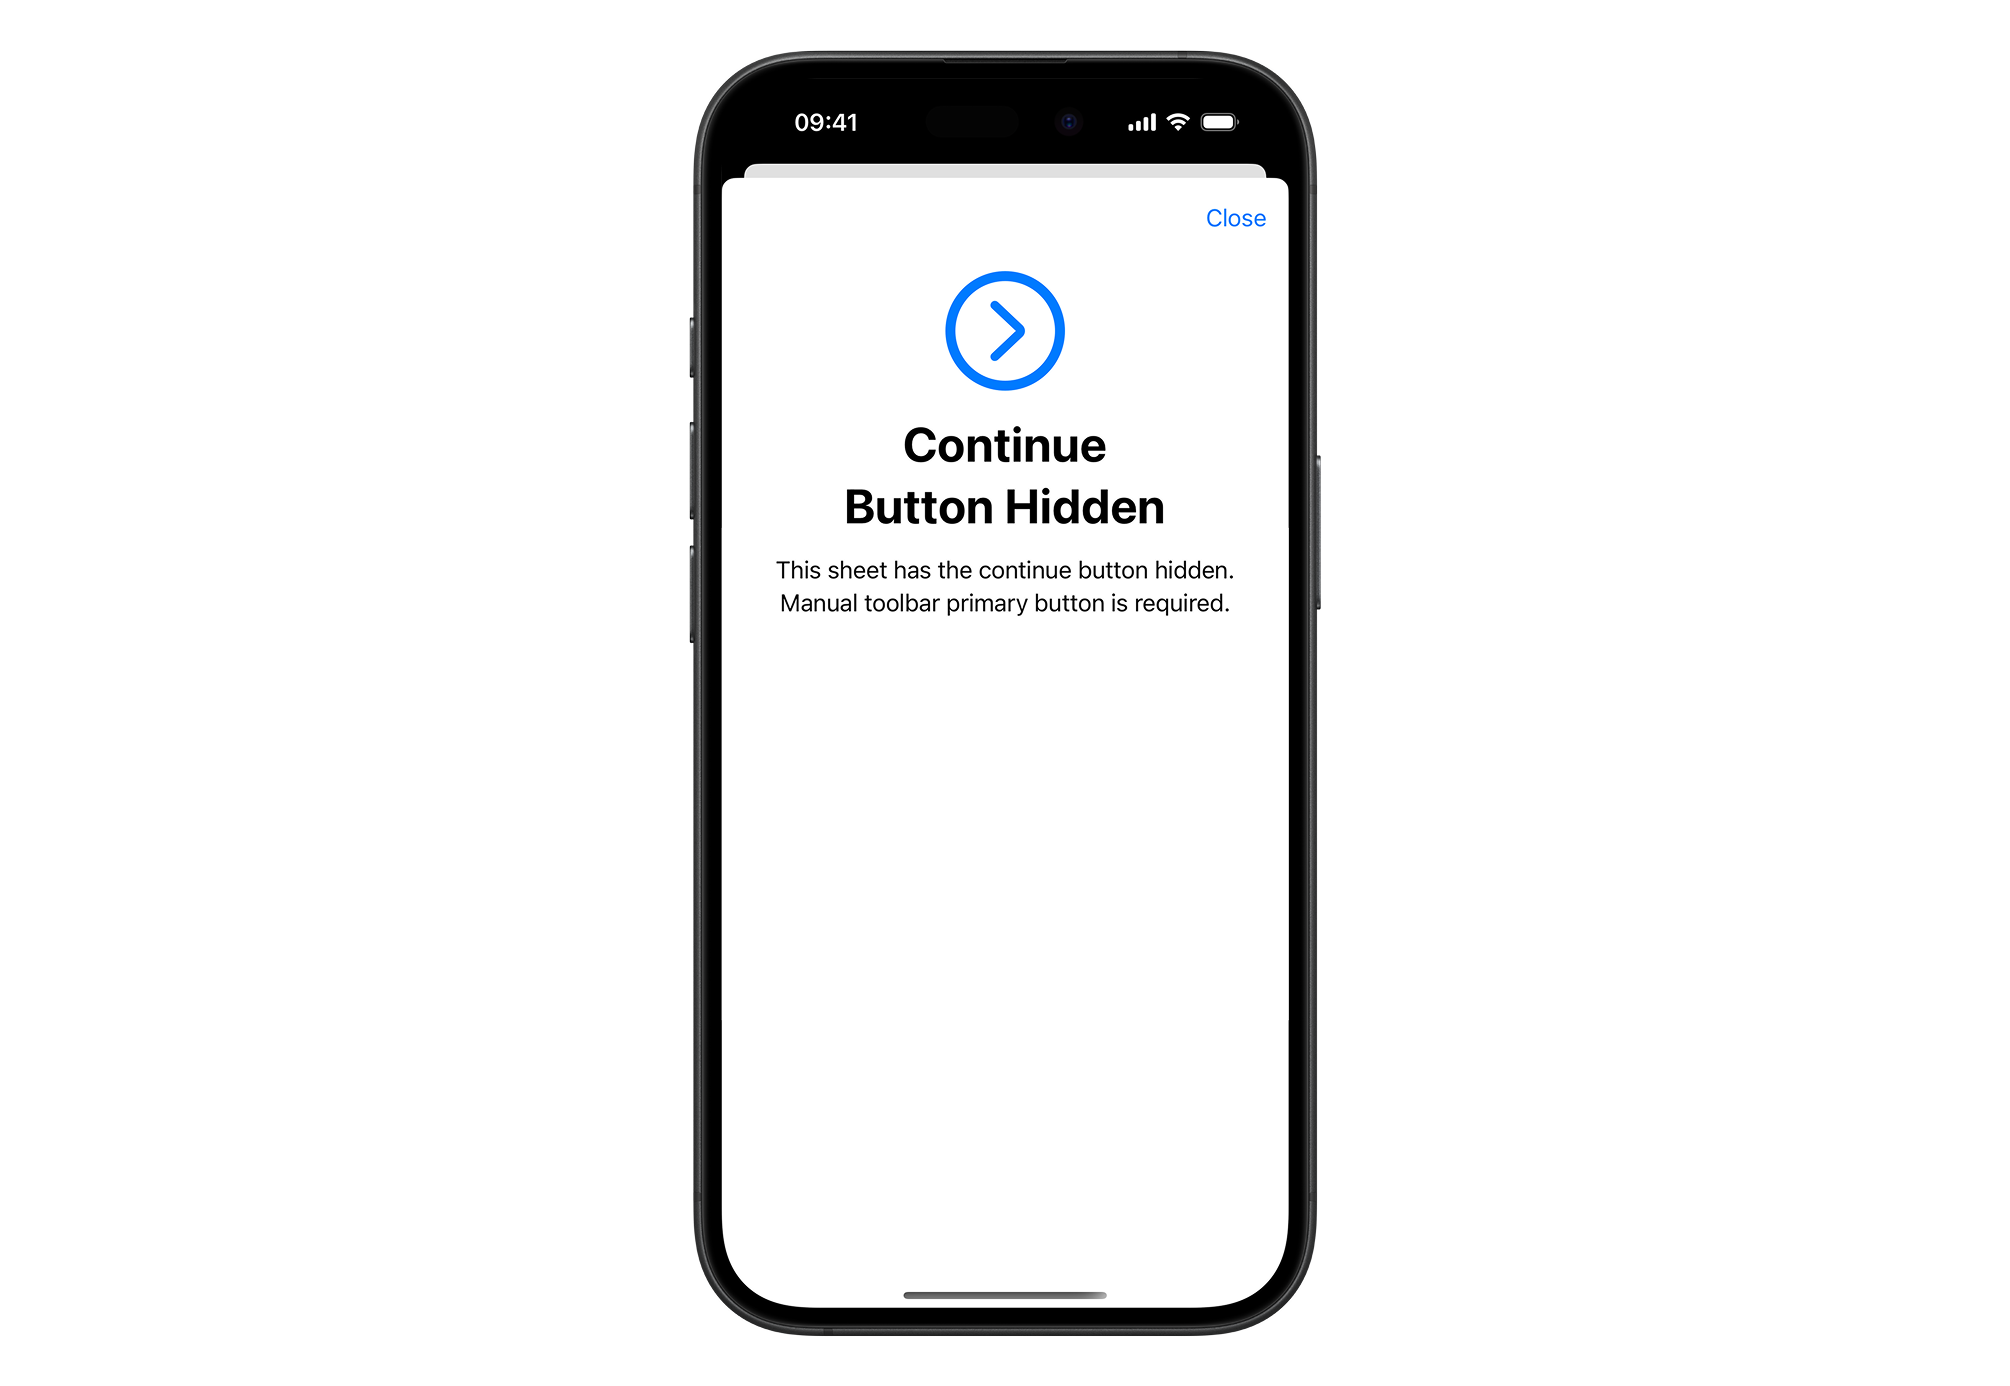 09:41
Close
Continue
Button Hidden
This sheet has the continue button hidden.
Manual toolbar primary button is required.